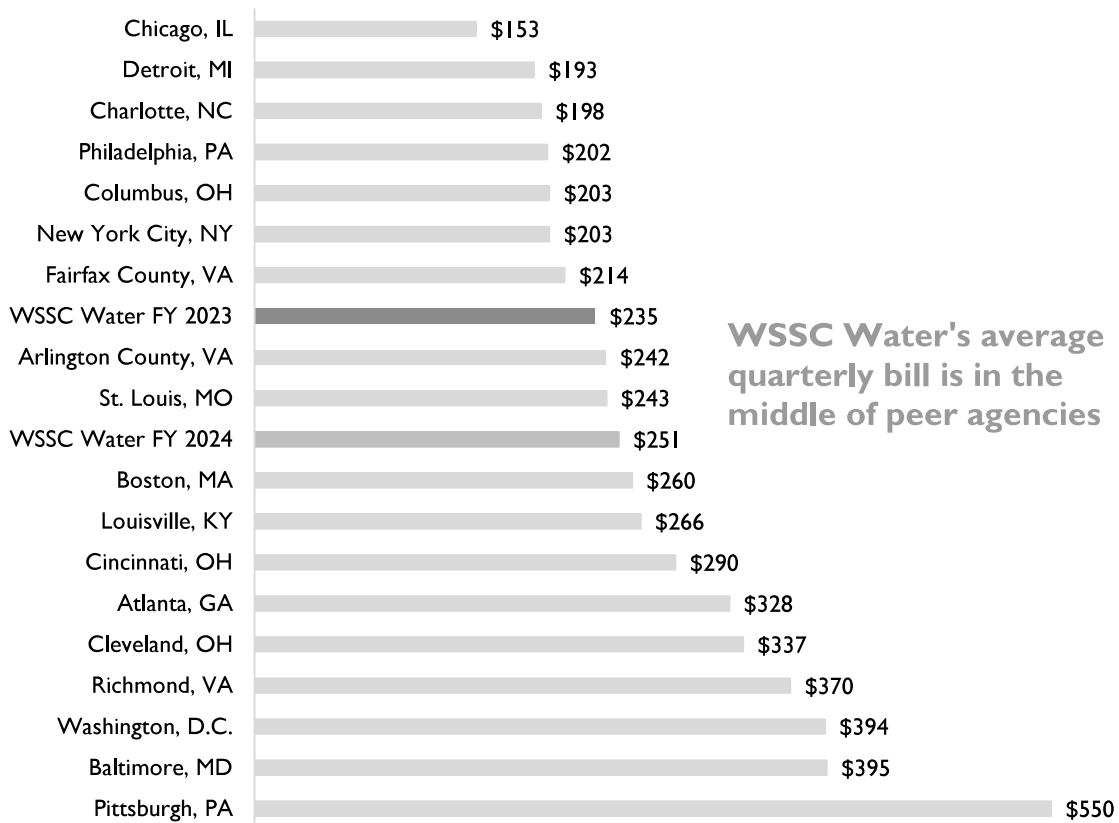 Chicago, IL $153
Detroit, MI $193
Charlotte, NC $198
Philadelphia, PA $202
Columbus, OH $203
New York City, NY $203
Fairfax County, VA $214
WSSC Water FY 2023 $235
Arlington County, VA $242
St. Louis, MO $243
WSSC Water FY 2024 $251
Boston, MA $260
Louisville, KY $266
Cincinnati, OH $290
Atlanta, GA $328
Cleveland, OH $337
Richmond, VA $370
Washington, D.C. $394
Baltimore, MD $395
Pittsburgh, PA $550
WSSC Water's average
quarterly bill is in the
middle of peer agencies